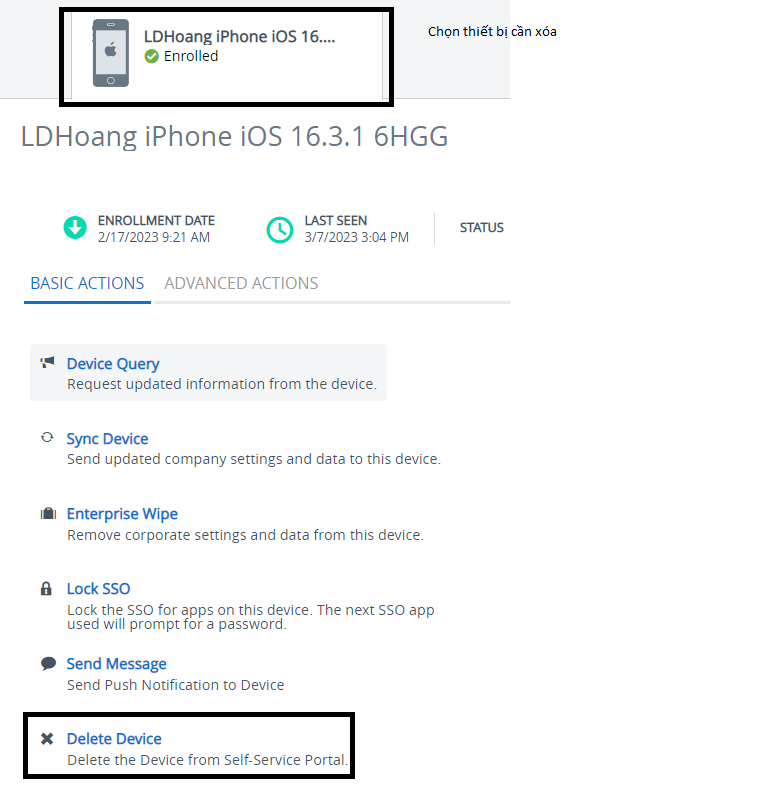 LDHoang iPhone iOS 16....
Enrolled
Chọn thiết bị cần xóa
LDHoang iPhone iOS 16.3.1 6HGG
ENROLLMENT DATE
2/17/2023 9:21 AM
LAST SEEN
3/7/2023 3:04 PM
STATUS
BASIC ACTIONS
ADVANCED ACTIONS
Device Query
Request updated information from the device.
Sync Device
Send updated company settings and data to this device.
Enterprise Wipe
Remove corporate settings and data from this device.
Lock SSO
Lock the SSO for apps on this device. The next SSO app
used will prompt for a password.
Send Message
Send Push Notification to Device
Delete Device
Delete the Device from Self-Service Portal.